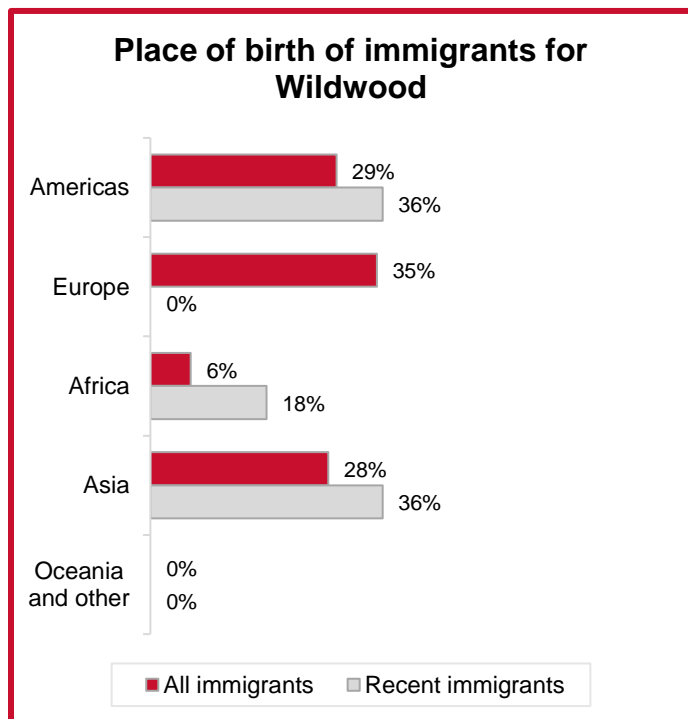 Place of birth of immigrants for
Wildwood
Americas
29%
36%
Europe
35%
0%
Africa
6%
18%
Asia
28%
36%
Oceania
and other
0%
0%
All immigrants
Recent immigrants